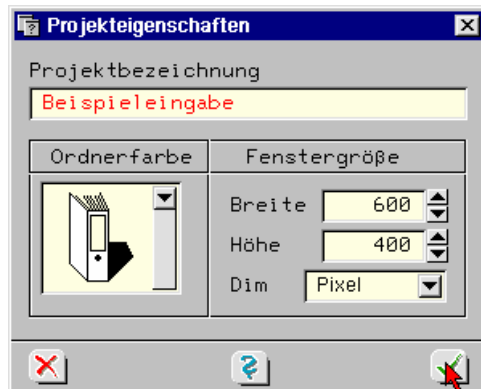 Projekteigenschaften
Projektbezeichnung
Beispieleingabe
Ordnerfarbe
Fenstergröße
Breite 600
Höhe 400
Dim Pixel